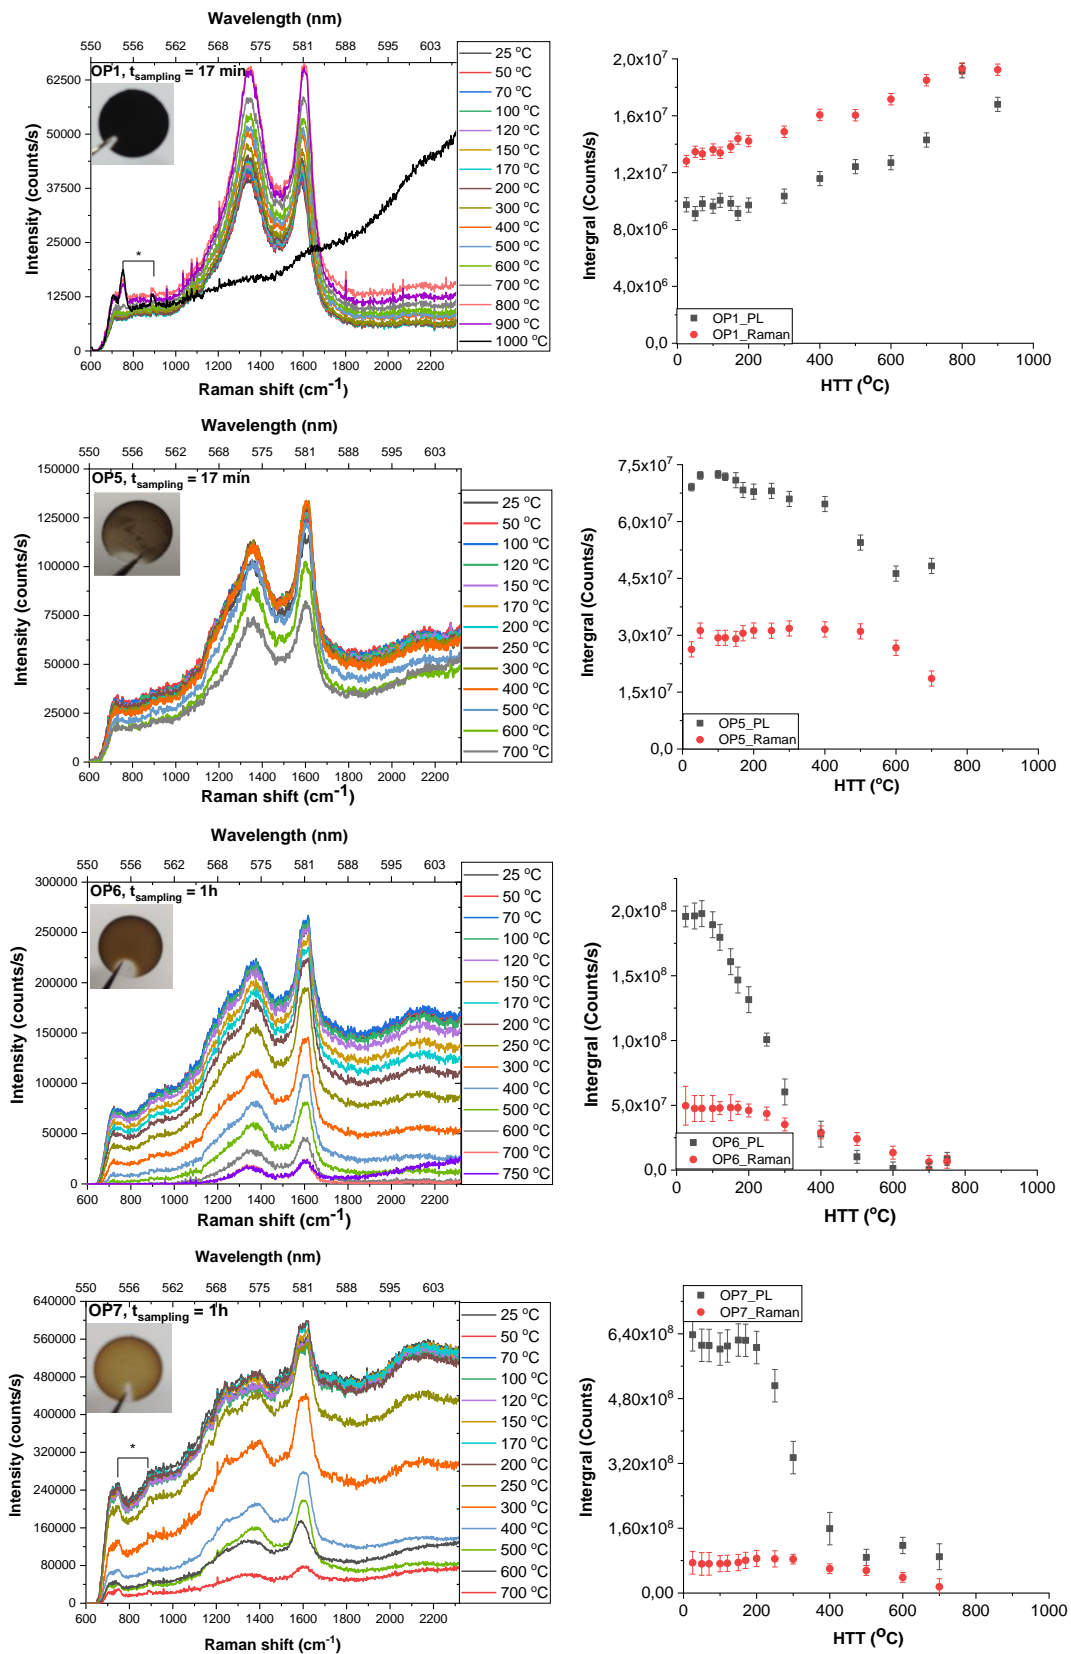 Wavelength (nm)
550 556 562 568 575 581 588 595 603
OP1, tsampling = 17 min
*
Intensity (counts/s)
62500
50000
37500
25000
12500
0
600 800 1000 1200 1400 1600 1800 2000 2200
Raman shift (cm-1)
25 °C
50 °C
70 °C
100 °C
120 °C
150 °C
170 °C
200 °C
300 °C
400 °C
500 °C
600 °C
700 °C
800 °C
900 °C
1000 °C
Intergral (Counts/s)
2,0x10⁷
1,6x10⁷
1,2x10⁷
8,0x10⁶
4,0x10⁶
0,0
OP1_PL
OP1_Raman
0 200 400 600 800 1000
HTT (°C)
Wavelength (nm)
550 556 562 568 575 581 588 595 603
OP5, tsampling = 17 min
Intensity (counts/s)
150000
125000
100000
75000
50000
25000
0
600 800 1000 1200 1400 1600 1800 2000 2200
Raman shift (cm-1)
25 °C
50 °C
100 °C
120 °C
150 °C
170 °C
200 °C
250 °C
300 °C
400 °C
500 °C
600 °C
700 °C
Intergral (Counts/s)
7,5x10⁷
6,0x10⁷
4,5x10⁷
3,0x10⁷
1,5x10⁷
0,0
OP5_PL
OP5_Raman
0 200 400 600 800 1000
HTT (°C)
Wavelength (nm)
550 556 562 568 575 581 588 595 603
OP6, tsampling = 1h
Intensity (counts/s)
300000
250000
200000
150000
100000
50000
0
600 800 1000 1200 1400 1600 1800 2000 2200
Raman shift (cm-1)
25 °C
50 °C
70 °C
100 °C
120 °C
150 °C
170 °C
200 °C
250 °C
300 °C
400 °C
500 °C
600 °C
700 °C
750 °C
Intergral (Counts/s)
2,0x10⁸
1,5x10⁸
1,0x10⁸
5,0x10⁷
0,0
OP6_PL
OP6_Raman
0 200 400 600 800 1000
HTT (°C)
Wavelength (nm)
550 556 562 568 575 581 588 595 603
OP7, tsampling = 1h
*
Intensity (counts/s)
640000
560000
480000
400000
320000
240000
160000
80000
0
600 800 1000 1200 1400 1600 1800 2000 2200
Raman shift (cm-1)
25 °C
50 °C
70 °C
100 °C
120 °C
150 °C
170 °C
200 °C
250 °C
300 °C
400 °C
500 °C
600 °C
700 °C
Intergral (Counts)
6,40x10⁸
4,80x10⁸
3,20x10⁸
1,60x10⁸
0,00
OP7_PL
OP7_Raman
0 200 400 600 800 1000
HTT (°C)